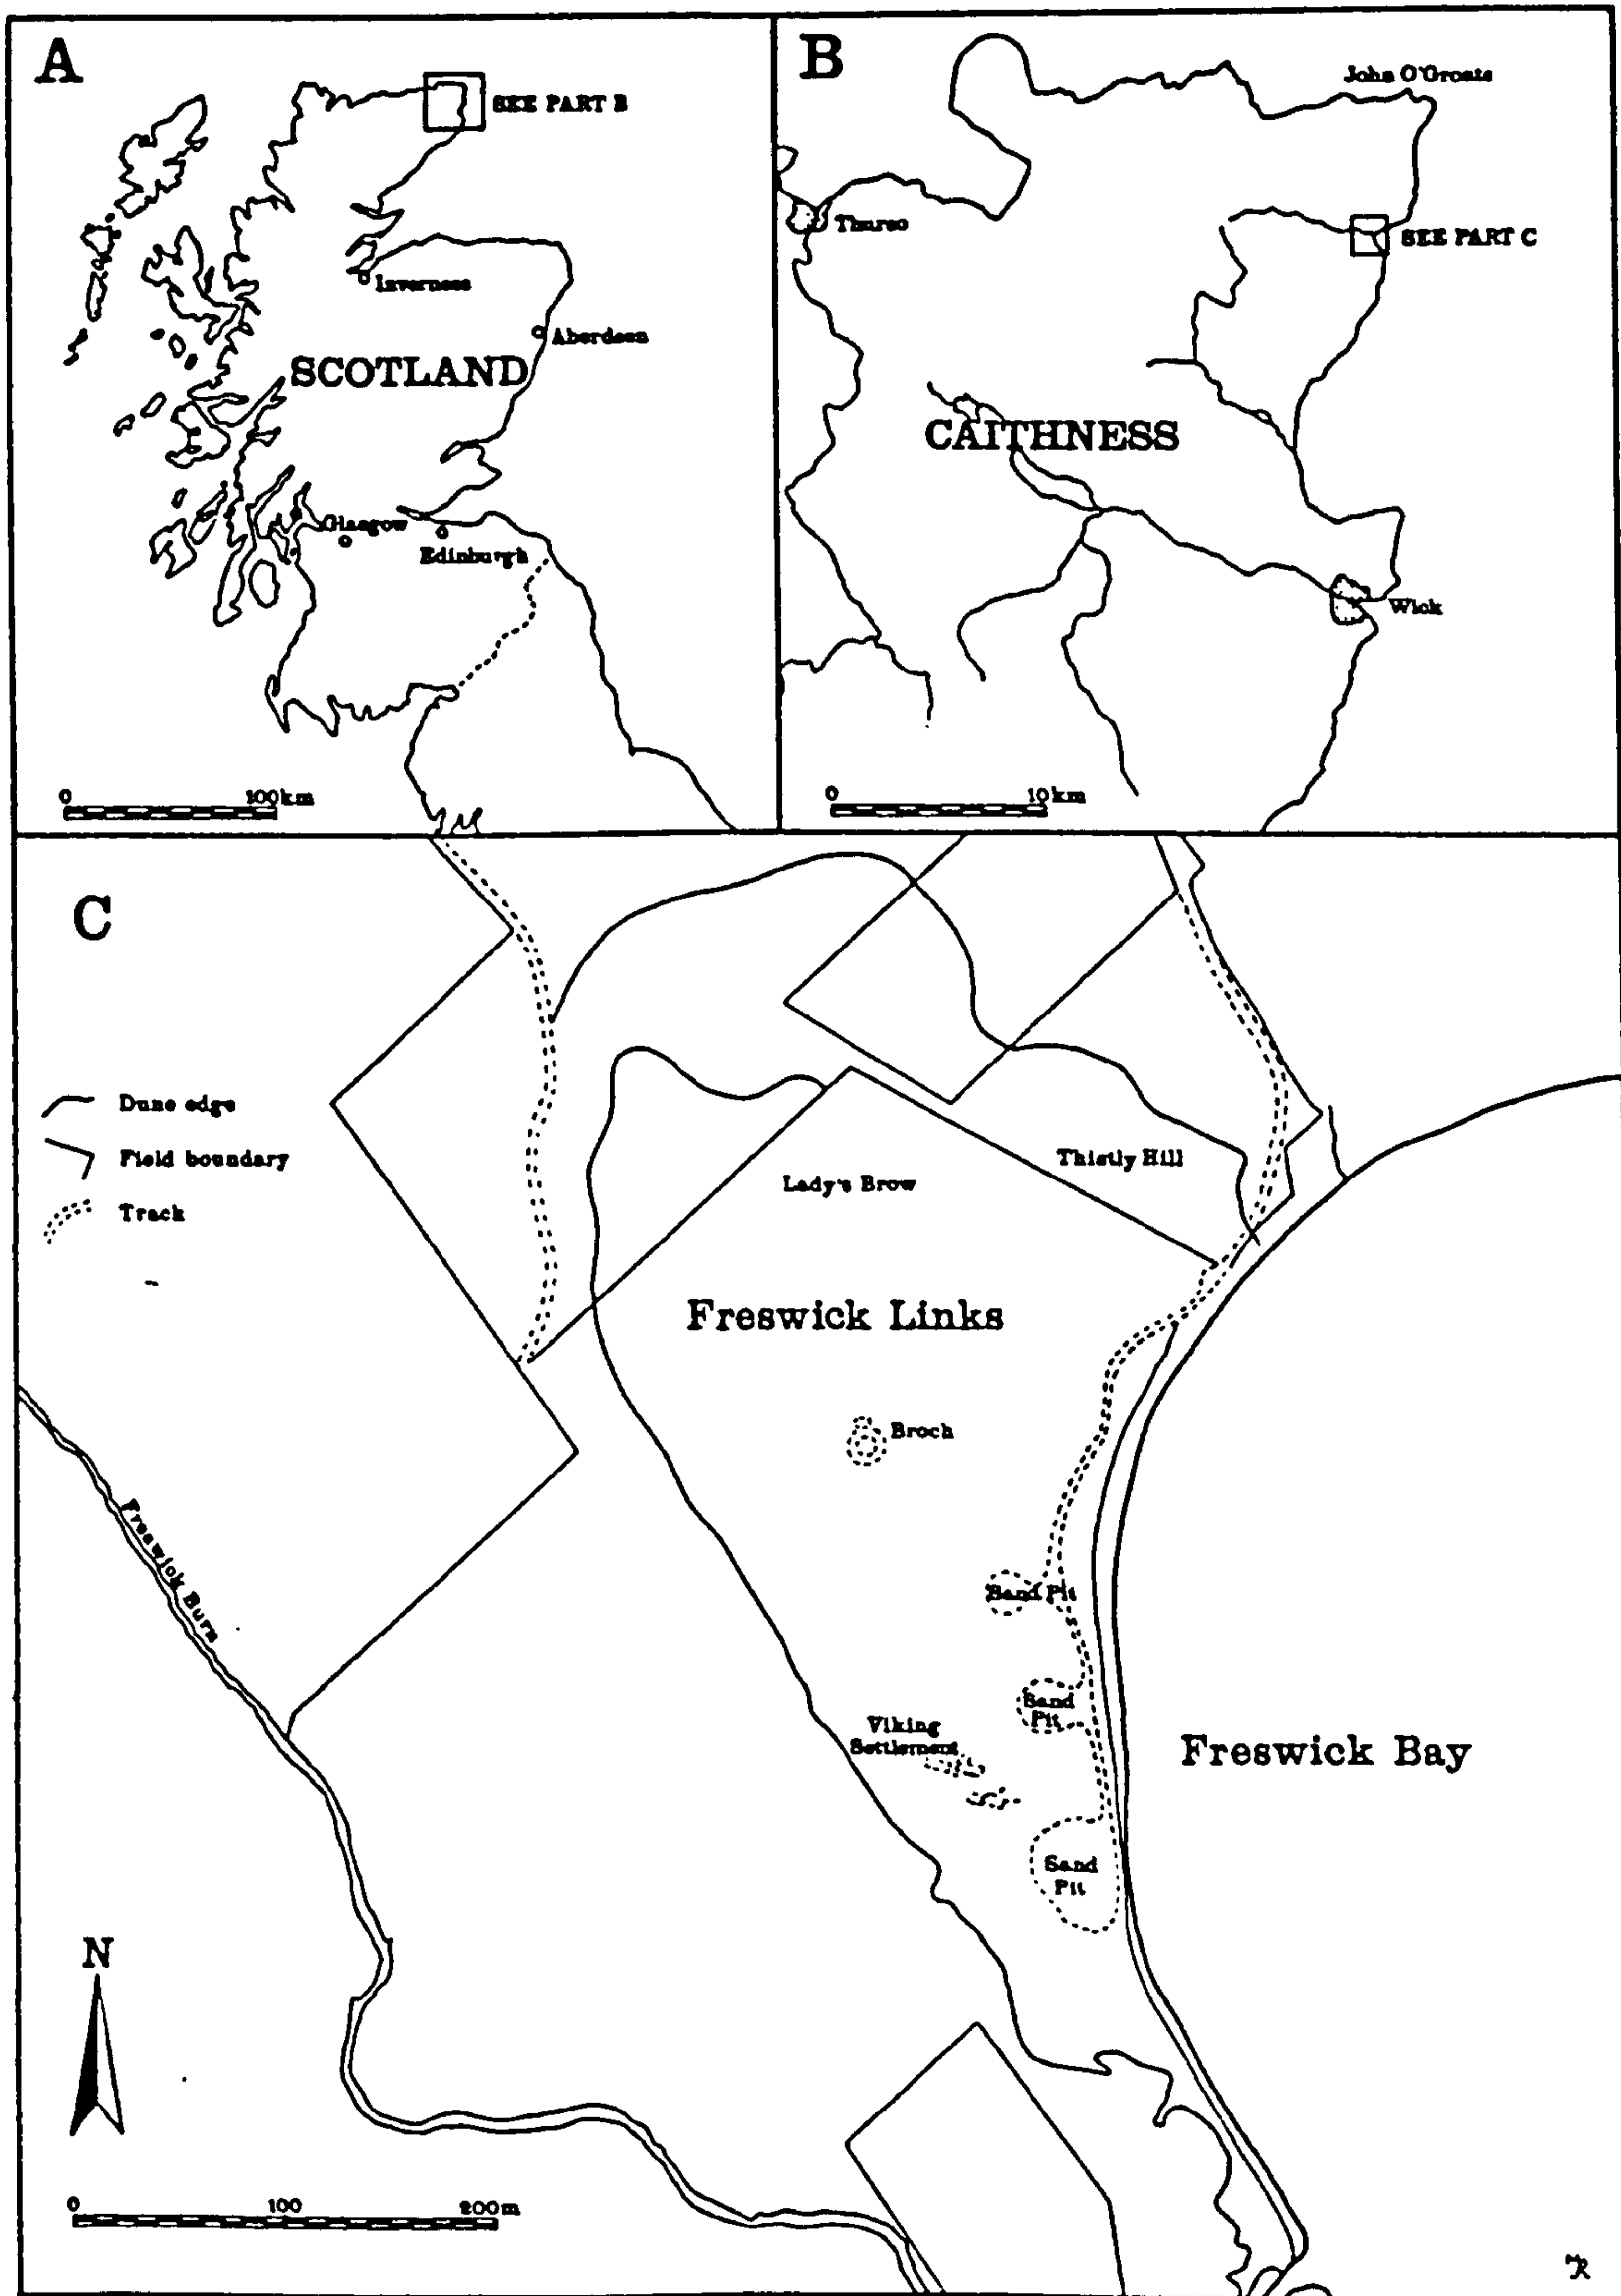 A
SEE PART B
Inverness
Aberdeen
SCOTLAND
Glasgow
Edinburgh
0 100km
B
John O'Groats
Thurso
SEE PART C
CAITHNESS
Wick
0 10km
C
Dune edge
Field boundary
Track
Thistly Hill
Lady's Brow
Freswick Links
Broch
Freswick Burn
Sand Pit
Sand
Pit
Viking
Settlement
Freswick Bay
Sand
Pit
N
0 100 200m